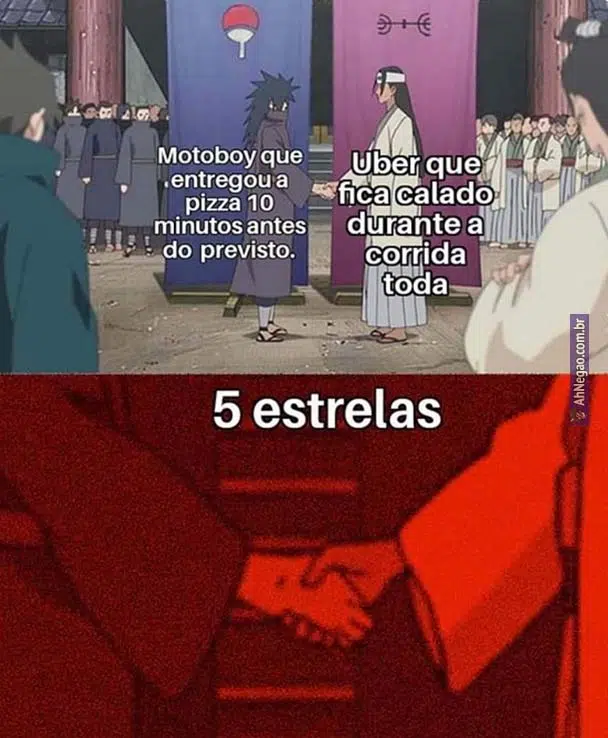 Motoboy que
entregou a
pizza 10
minutos antes
do previsto.
Uber que
fica calado
durante a
corrida
toda
AhNegao.com.br
5 estrelas